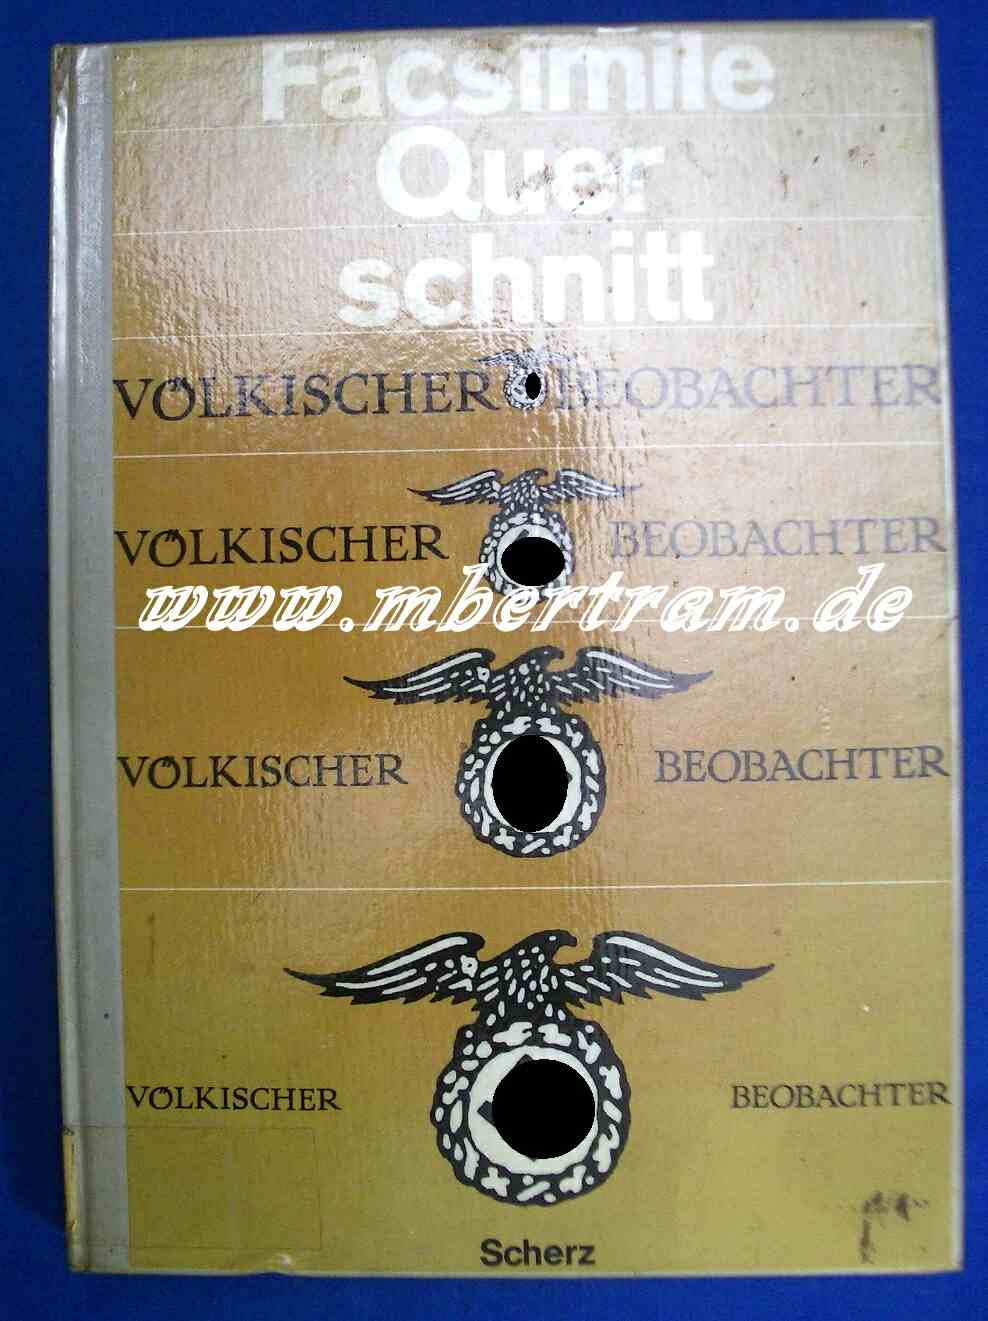 Facsimile
Quer
schnitt
VÖLKISCHER BEOBACHTER
VÖLKISCHER BEOBACHTER
www.mbertram.de
VÖLKISCHER BEOBACHTER
VÖLKISCHER BEOBACHTER
Scherz